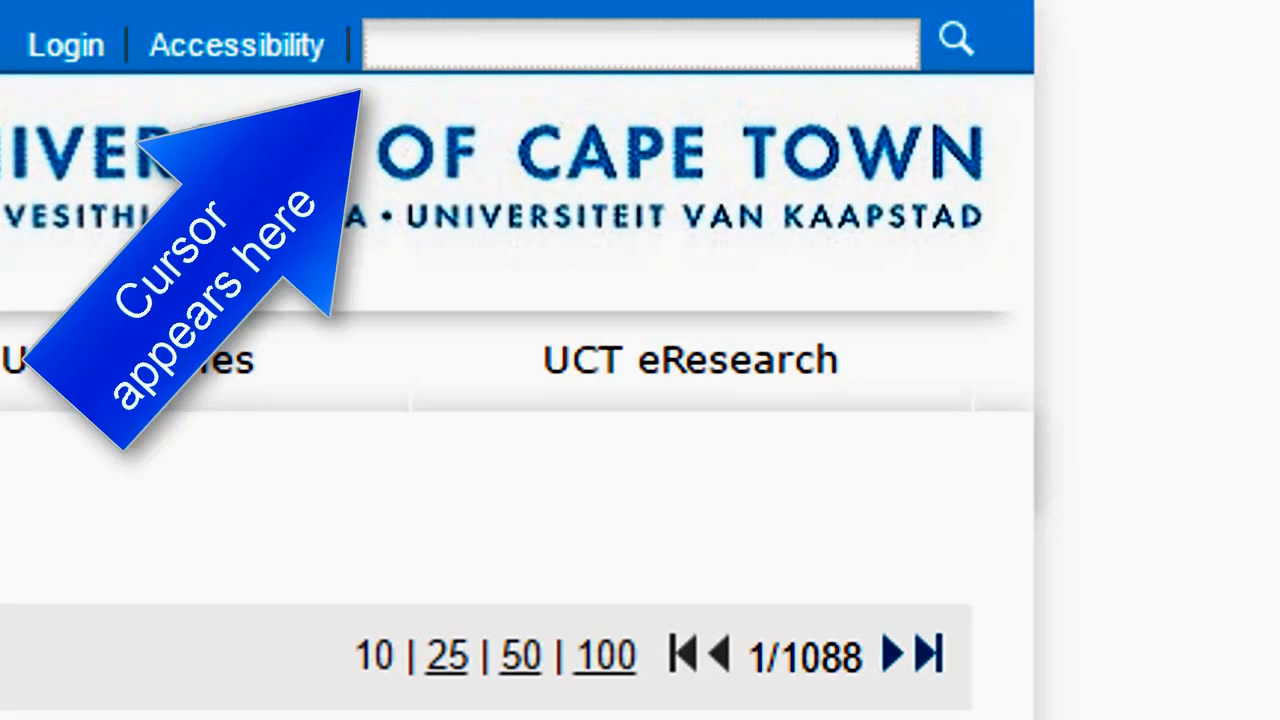 Login | Accessibility |
OF CAPE TOWN
UNIVERSITEIT VAN KAAPSTAD
Cursor
appears here
UCT eResearch
10 | 25 | 50 | 100 1/1088